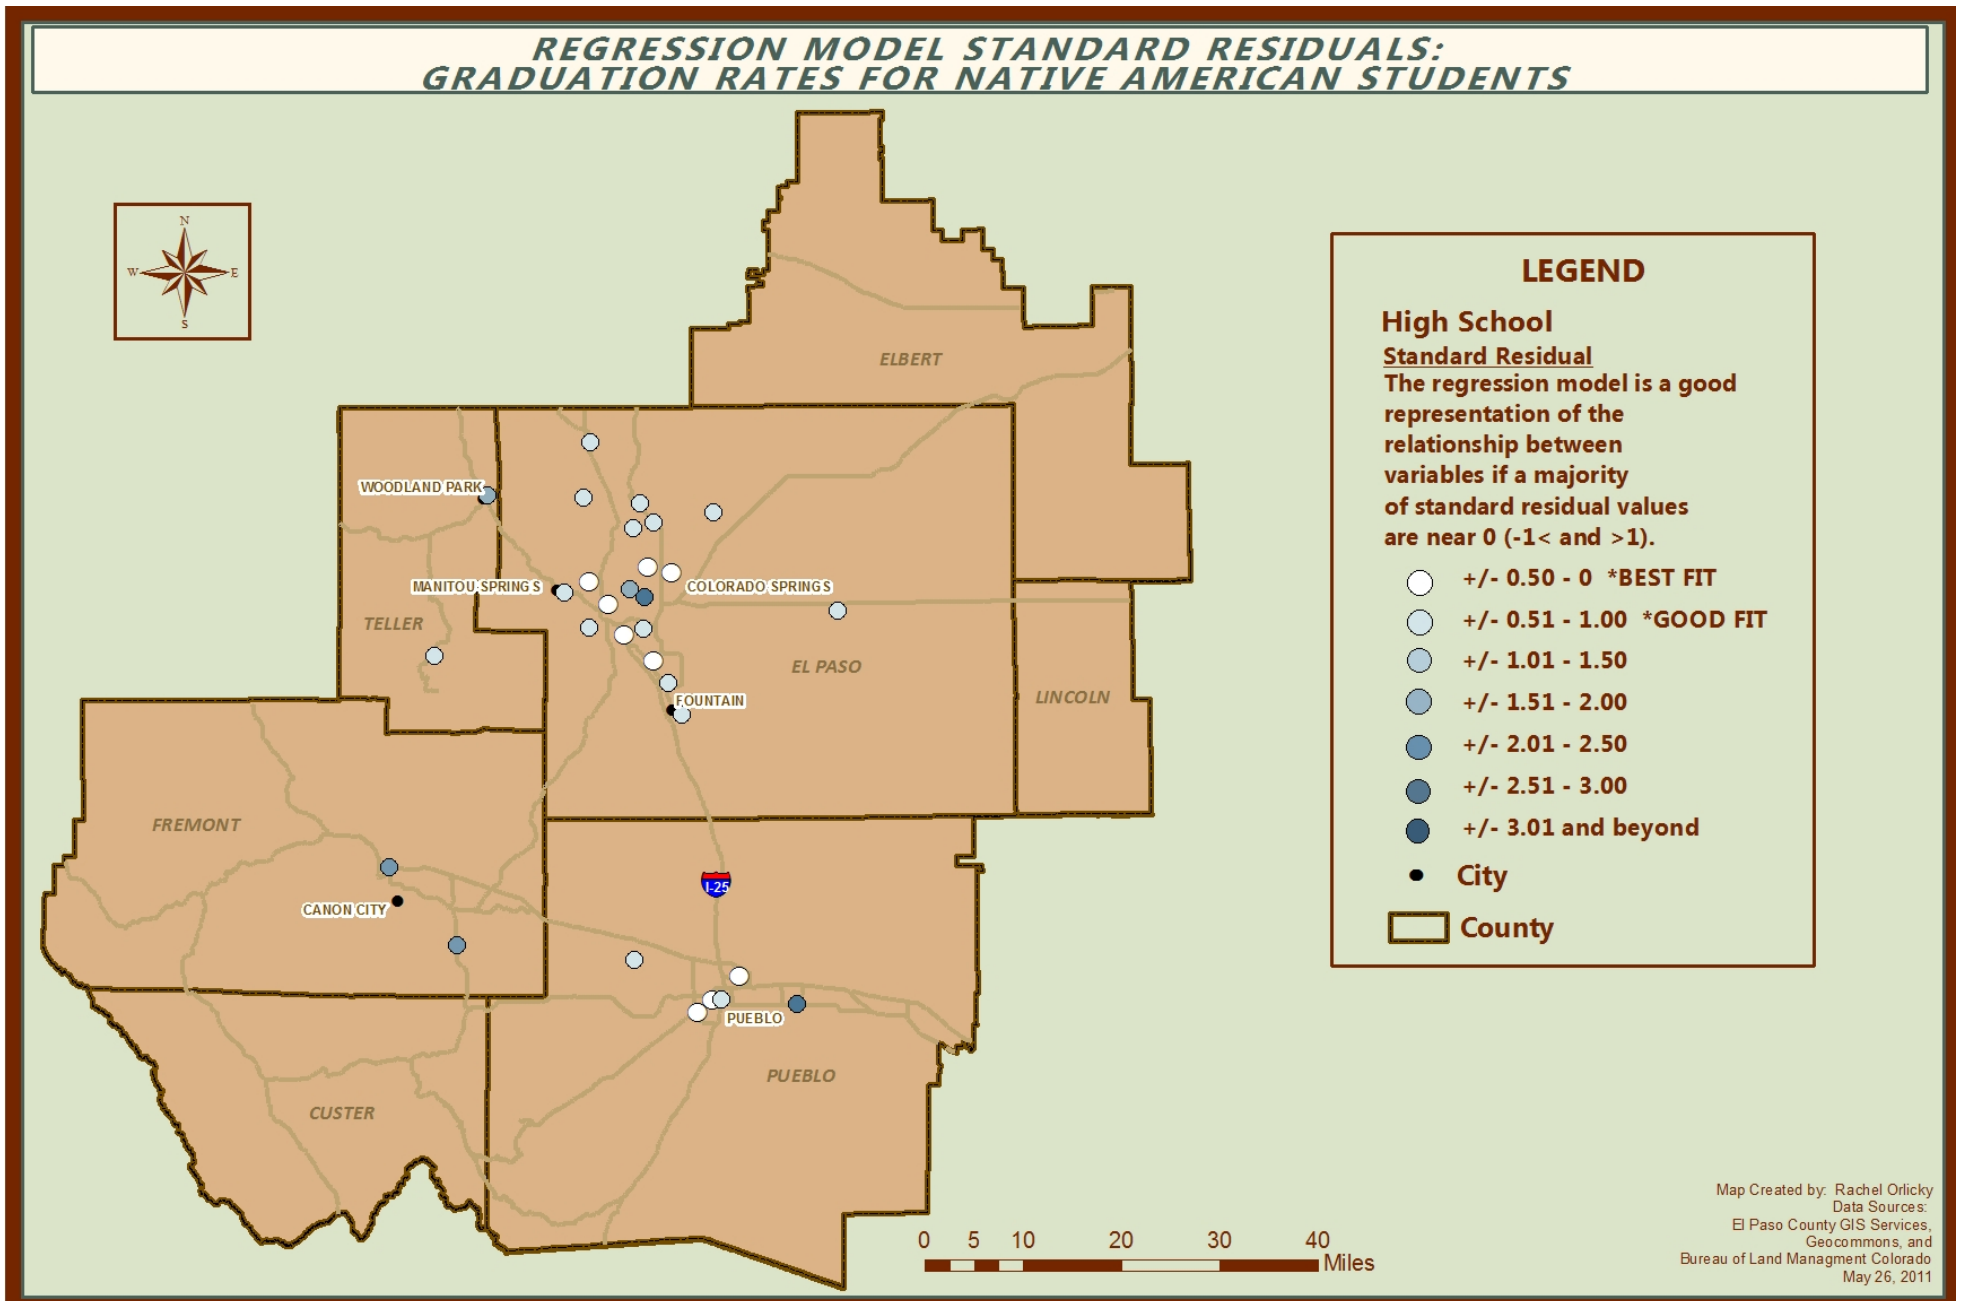 REGRESSION MODEL STANDARD RESIDUALS:
GRADUATION RATES FOR NATIVE AMERICAN STUDENTS
N
W
E
S
LEGEND
High School
Standard Residual
The regression model is a good
representation of the
relationship between
variables if a majority
of standard residual values
are near 0 (-1< and >1).
+/- 0.50 - 0 *BEST FIT
+/- 0.51 - 1.00 *GOOD FIT
+/- 1.01 - 1.50
+/- 1.51 - 2.00
+/- 2.01 - 2.50
+/- 2.51 - 3.00
+/- 3.01 and beyond
City
County
ELBERT
WOODLAND PARK
MANITOU SPRINGS
COLORADO SPRINGS
TELLER
EL PASO
LINCOLN
FOUNTAIN
FREMONT
I-25
CANON CITY
PUEBLO
PUEBLO
CUSTER
0 5 10 20 30 40
Miles
Map Created by: Rachel Orlicky
Data Sources:
El Paso County GIS Services,
Geocommons, and
Bureau of Land Managment Colorado
May 26, 2011